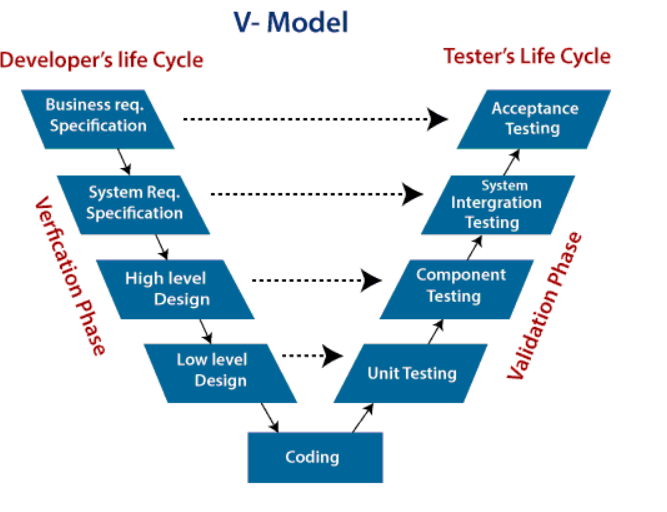 V- Model
Developer's life Cycle
Tester's Life Cycle
Business req.
Specification
Acceptance
Testing
System Req.
Specification
System
Intergration
Testing
Verfication Phase
High level
Design
Component
Testing
Validation Phase
Low level
Design
Unit Testing
Coding